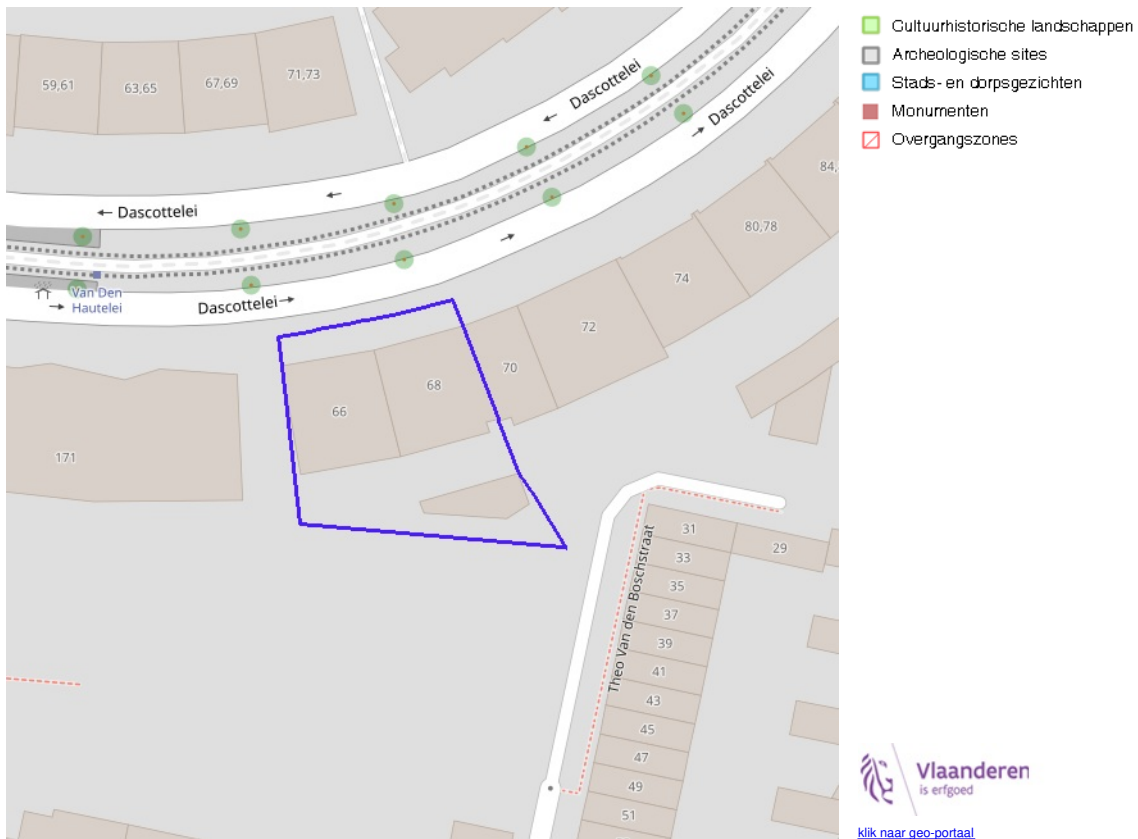 59,61
63,65
67,69
71,73
Dascottelei
Dascottelei
84,
80,78
← Dascottelei
74
Van Den
Hautelei
Dascottelei
72
70
68
66
171
31
29
33
35
37
39
41
43
45
47
49
51
Theo Van den Boschstraat
Cultuurhistorische landschappen
Archeologische sites
Stads- en dorpsgezichten
Monumenten
Overgangszones
Vlaanderen
is erfgoed
klik naar geo-portaal